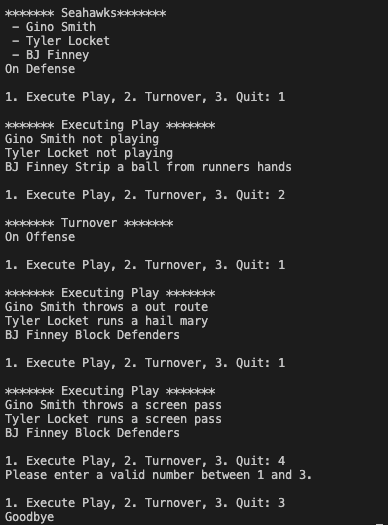 ******* Seahawks*******
 - Gino Smith
 - Tyler Locket
 - BJ Finney
On Defense
1. Execute Play, 2. Turnover, 3. Quit: 1
******* Executing Play *******
Gino Smith not playing
Tyler Locket not playing
BJ Finney Strip a ball from runners hands
1. Execute Play, 2. Turnover, 3. Quit: 2
******* Turnover *******
On Offense
1. Execute Play, 2. Turnover, 3. Quit: 1
******* Executing Play *******
Gino Smith throws a out route
Tyler Locket runs a hail mary
BJ Finney Block Defenders
1. Execute Play, 2. Turnover, 3. Quit: 1
******* Executing Play *******
Gino Smith throws a screen pass
Tyler Locket runs a screen pass
BJ Finney Block Defenders
1. Execute Play, 2. Turnover, 3. Quit: 4
Please enter a valid number between 1 and 3.
1. Execute Play, 2. Turnover, 3. Quit: 3
Goodbye